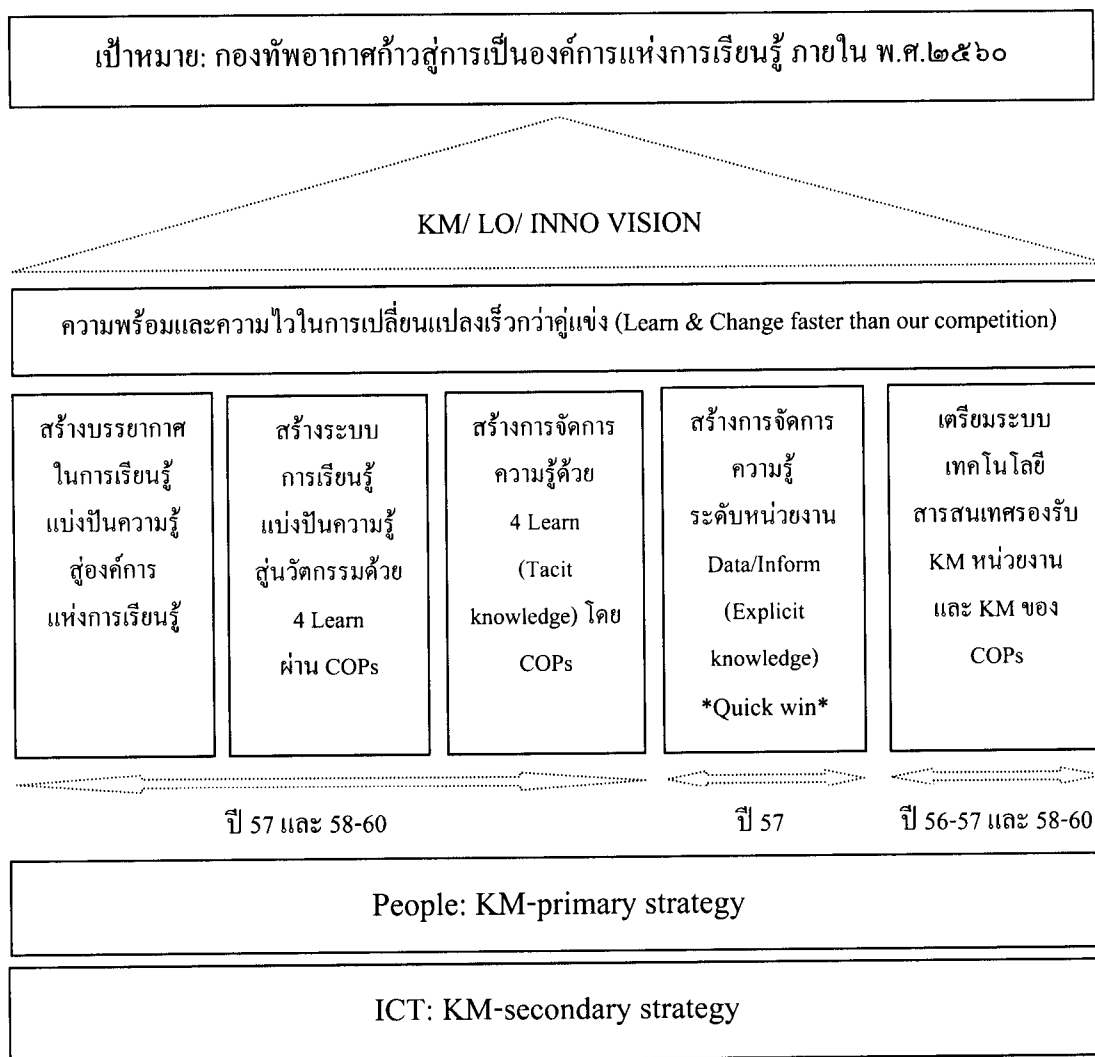 เป้าหมาย: กองทัพอากาศก้าวสู่การเป็นองค์การแห่งการเรียนรู้ ภายใน พ.ศ.๒๕๖๐
KM/ LO/ INNO VISION
ความพร้อมและความไวในการเปลี่ยนแปลงเร็วกว่าคู่แข่ง (Learn & Change faster than our competition)
สร้างบรรยากาศ
ในการเรียนรู้
แบ่งปันความรู้
สู่องค์การ
แห่งการเรียนรู้
สร้างระบบ
การเรียนรู้
แบ่งปันความรู้
สู่นวัตกรรมด้วย
4 Learn
ผ่าน COPs
สร้างการจัดการ
ความรู้ด้วย
4 Learn
(Tacit
knowledge) โดย
COPs
สร้างการจัดการ
ความรู้
ระดับหน่วยงาน
Data/Inform
(Explicit
knowledge)
*Quick win*
เตรียมระบบ
เทคโนโลยี
สารสนเทศรองรับ
KM หน่วยงาน
และ KM ของ
COPs
ปี 57 และ 58-60
ปี 57
ปี 56-57 และ 58-60
People: KM-primary strategy
ICT: KM-secondary strategy